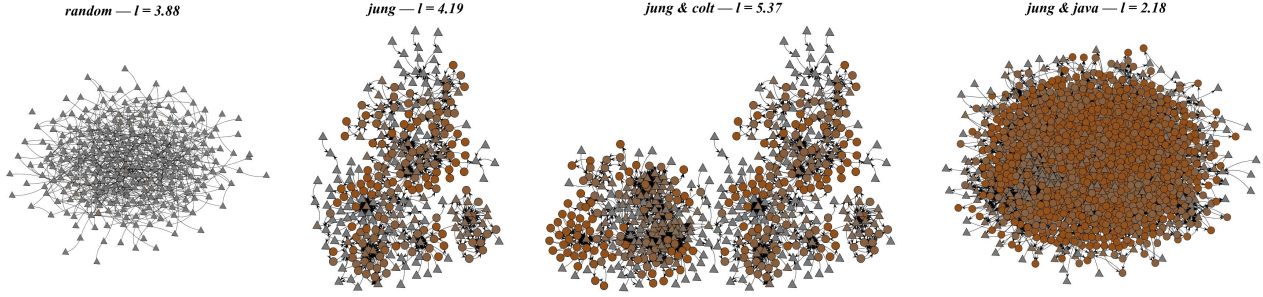 random — l = 3.88
jung — l = 4.19
jung & colt — l = 5.37
jung & java — l = 2.18